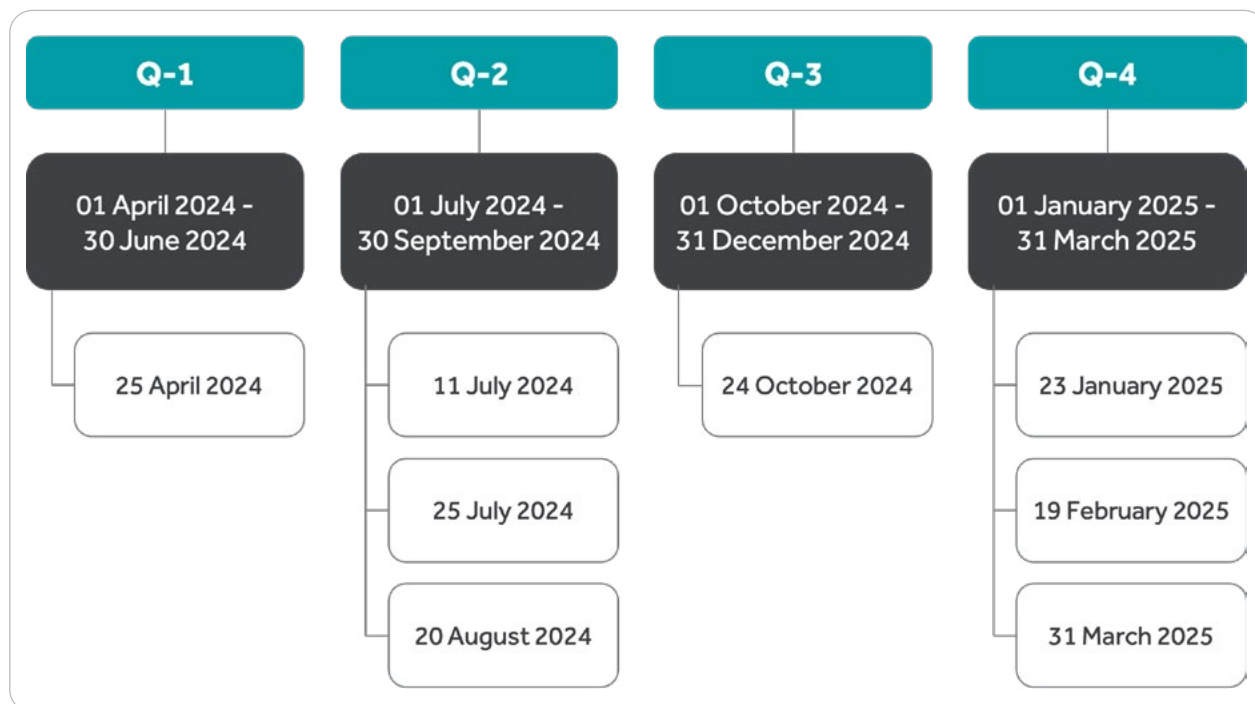 Q-1
01 April 2024 -
30 June 2024
25 April 2024
Q-2
01 July 2024 -
30 September 2024
11 July 2024
25 July 2024
20 August 2024
Q-3
01 October 2024 -
31 December 2024
24 October 2024
Q-4
01 January 2025 -
31 March 2025
23 January 2025
19 February 2025
31 March 2025